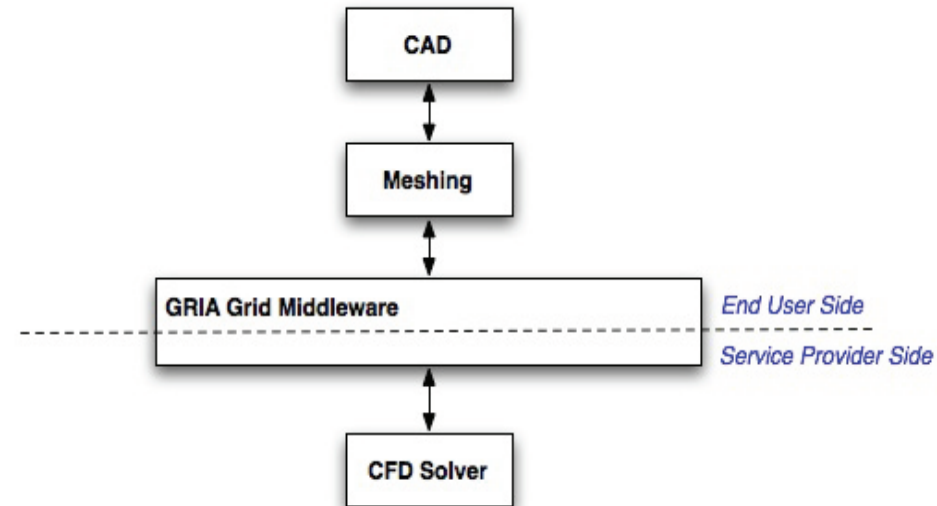 CAD
Meshing
GRIA Grid Middleware
End User Side
Service Provider Side
CFD Solver